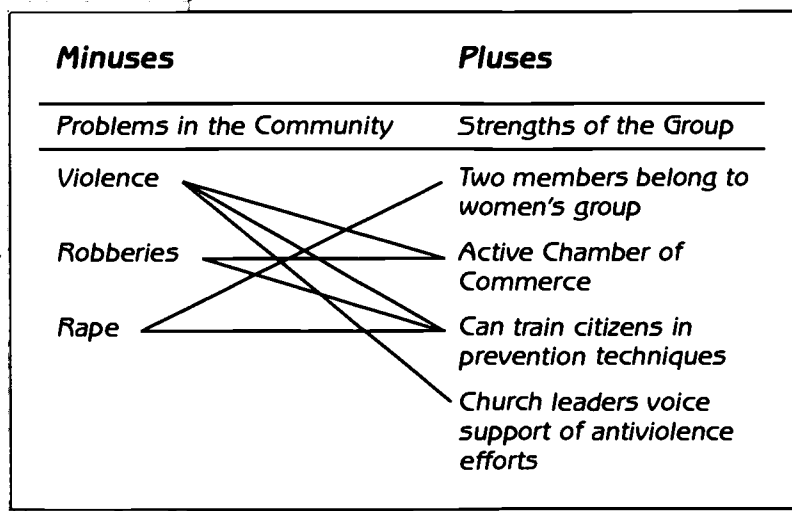 Minuses Pluses
Problems in the Community Strengths of the Group
Violence Two members belong to
women's group
Robberies Active Chamber of
Commerce
Rape Can train citizens in
prevention techniques
Church leaders voice
support of antiviolence
efforts